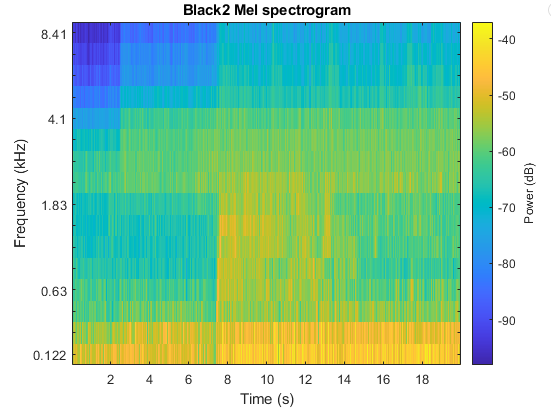 Black2 Mel spectrogram
8.41
4.1
1.83
0.63
0.122
Frequency (kHz)
2 4 6 8 10 12 14 16 18
Time (s)
-40
-50
-60
-70
-80
-90
Power (dB)